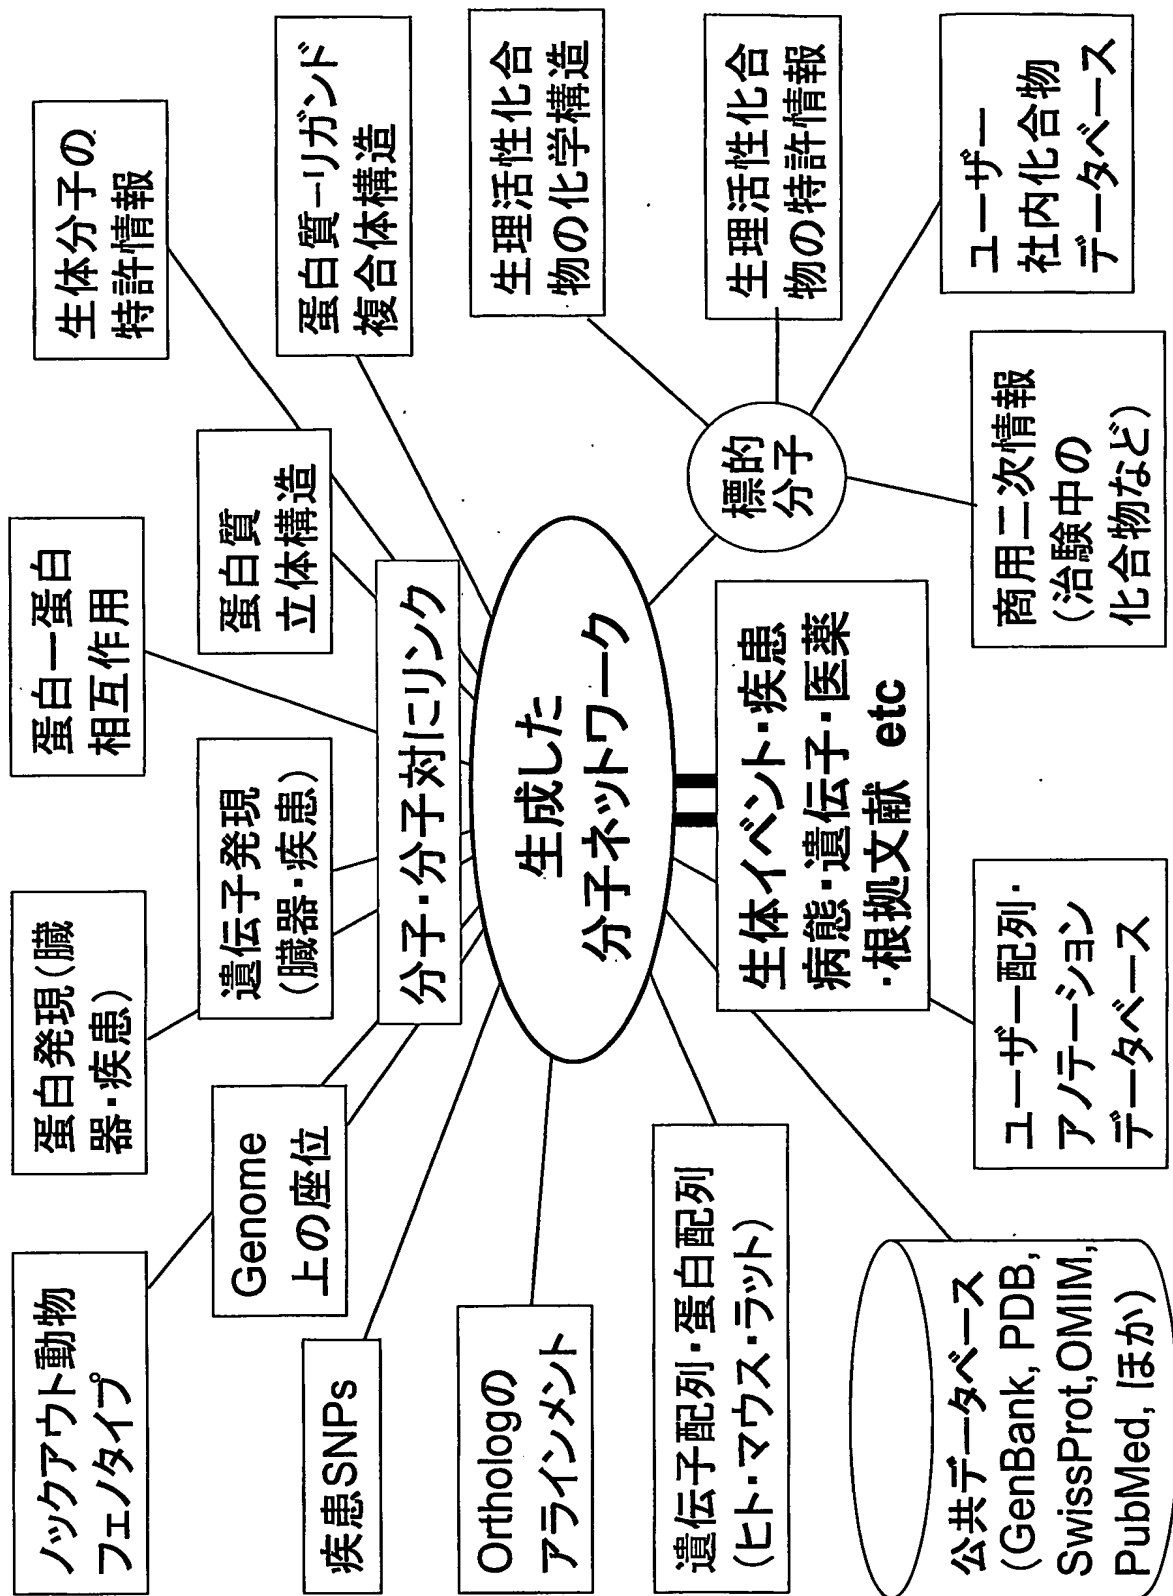 ノックアウト動物
フェノタイプ
蛋白発現(臓
器・疾患)
蛋白ー蛋白
相互作用
生体分子の
特許情報
Genome
上の座位
遺伝子発現
(臓器・疾患)
蛋白質
立体構造
蛋白質-リガンド
複合体構造
疾患SNPs
分子・分子対にリンク
Orthologの
アラインメント
生成した
分子ネットワーク
生理活性化合
物の化学構造
遺伝子配列・蛋白配列
(ヒト・マウス・ラット)
生体イベント・疾患
病態・遺伝子・医薬
・根拠文献 etc
標的
分子
生理活性化合
物の特許情報
公共データベース
(GenBank, PDB,
SwissProt,OMIM,
PubMed, ほか)
ユーザー配列・
アノテーション
データベース
商用二次情報
(治験中の
化合物など)
ユーザー
社内化合物
データベース